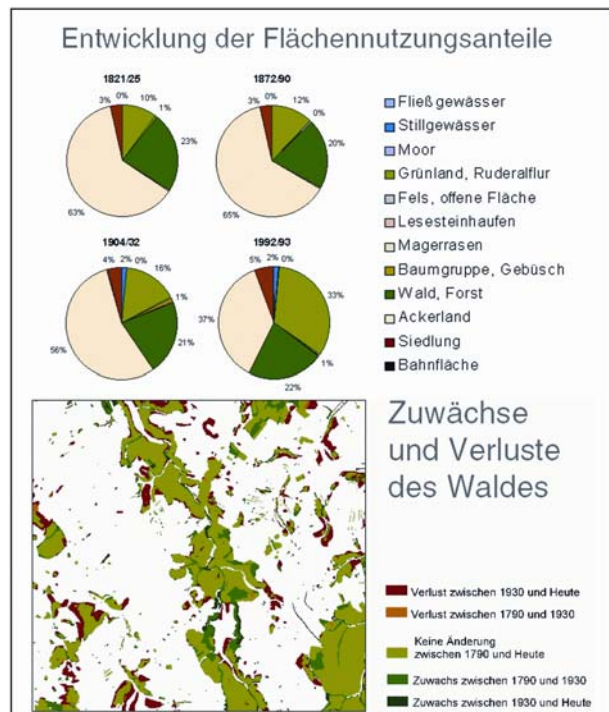 Entwicklung der Flächennutzungsanteile
1821/25
3%
0%
10%
1%
23%
63%
1872/90
3%
0%
12%
0%
20%
65%
1904/32
4%
2%
0%
16%
1%
21%
56%
1992/93
5%
2%
0%
33%
1%
22%
37%
Fließgewässer
Stillgewässer
Moor
Grünland, Ruderalflur
Fels, offene Fläche
Lesesteinhaufen
Magerrasen
Baumgruppe, Gebüsch
Wald, Forst
Ackerland
Siedlung
Bahnfläche
Zuwächse
und Verluste
des Waldes
Verlust zwischen 1930 und Heute
Verlust zwischen 1790 und 1930
Keine Änderung
zwischen 1790 und Heute
Zuwachs zwischen 1790 und 1930
Zuwachs zwischen 1930 und Heute